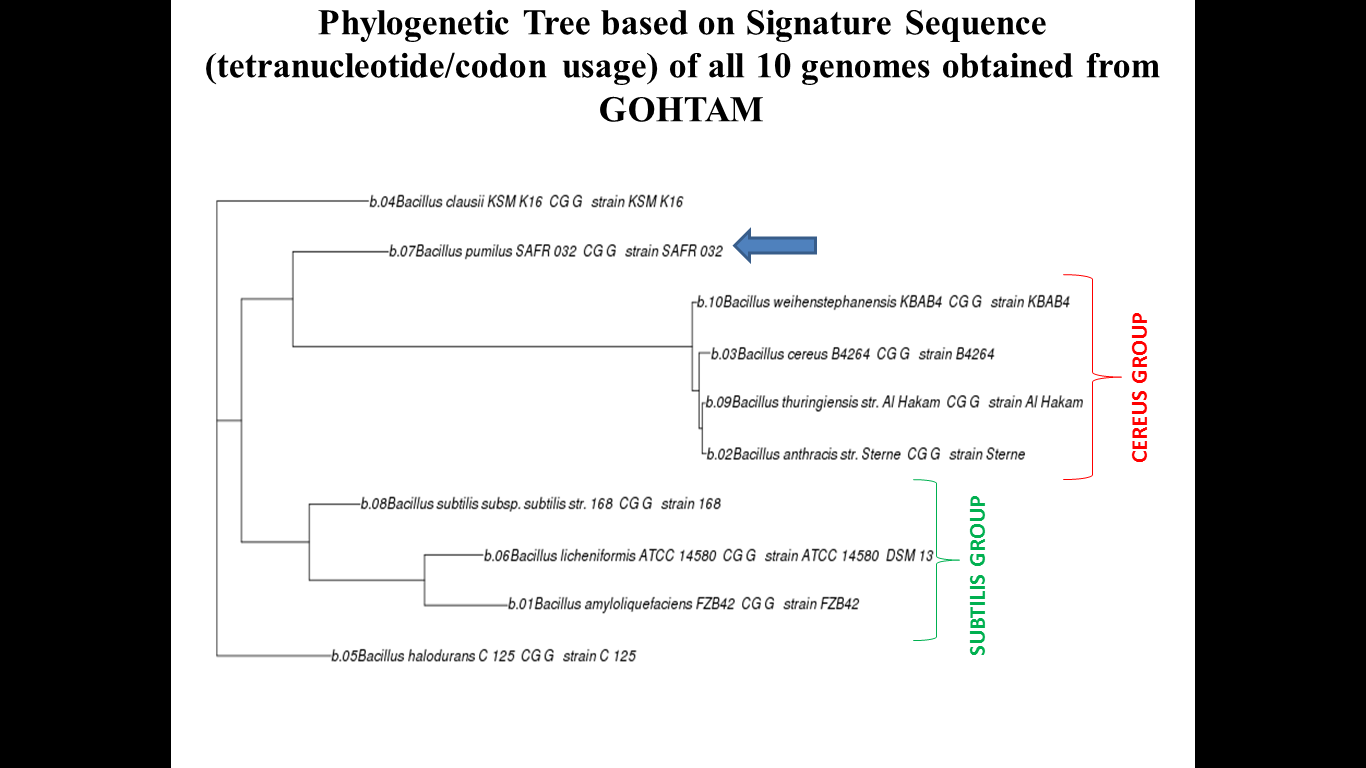 Phylogenetic Tree based on Signature Sequence
(tetranucleotide/codon usage) of all 10 genomes obtained from
GOHTAM
b.04Bacillus clausii KSM K16 CG G strain KSM K16
b.07Bacillus pumilus SAFR 032 CG G strain SAFR 032
b.10Bacillus weihenstephanensis KBAB4 CG G strain KBAB4
b.03Bacillus cereus B4264 CG G strain B4264
b.09Bacillus thuringiensis str. Al Hakam CG G strain Al Hakam
b.02Bacillus anthracis str. Sterne CG G strain Sterne
CEREUS GROUP
b.08Bacillus subtilis subsp. subtilis str. 168 CG G strain 168
b.06Bacillus licheniformis ATCC 14580 CG G strain ATCC 14580 DSM 13
b.01Bacillus amyloliquefaciens FZB42 CG G strain FZB42
SUBTILIS GROUP
b.05Bacillus halodurans C 125 CG G strain C 125